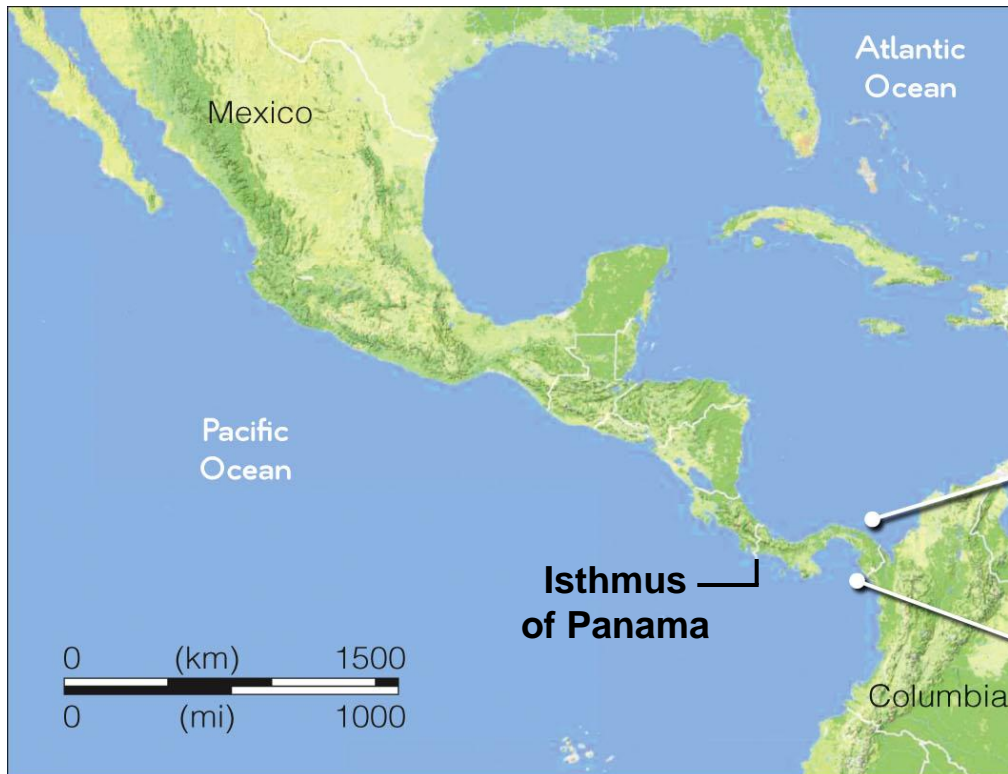 Atlantic
Ocean
Mexico
Pacific
Ocean
Isthmus
of Panama
0 (km) 1500
0 (mi) 1000
Columbia